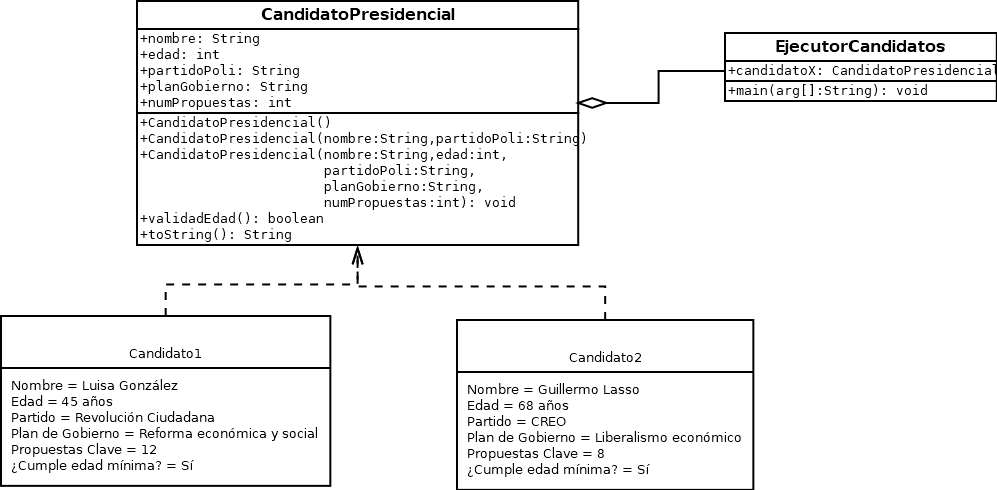 CandidatoPresidencial
+nombre: String
+edad: int
+partidoPoli: String
+planGobierno: String
+numPropuestas: int
+CandidatoPresidencial()
+CandidatoPresidencial(nombre:String,partidoPoli:String)
+CandidatoPresidencial(nombre:String,edad:int,
partidoPoli:String,
planGobierno:String,
numPropuestas:int): void
+validadEdad(): boolean
+toString(): String
EjecutorCandidatos
+candidatoX: CandidatoPresidencial
+main(arg[]:String): void
Candidato1
Nombre = Luisa González
Edad = 45 años
Partido = Revolución Ciudadana
Plan de Gobierno = Reforma económica y social
Propuestas Clave = 12
¿Cumple edad mínima? = Sí
Candidato2
Nombre = Guillermo Lasso
Edad = 68 años
Partido = CREO
Plan de Gobierno = Liberalismo económico
Propuestas Clave = 8
¿Cumple edad mínima? = Sí